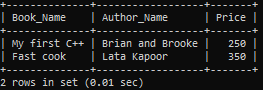 +--------------+------------------+-------+
| Book_Name    | Author_Name      | Price |
+--------------+------------------+-------+
| My first C++ | Brian and Brooke |   250 |
| Fast cook    | Lata Kapoor      |   350 |
+--------------+------------------+-------+
2 rows in set (0.01 sec)